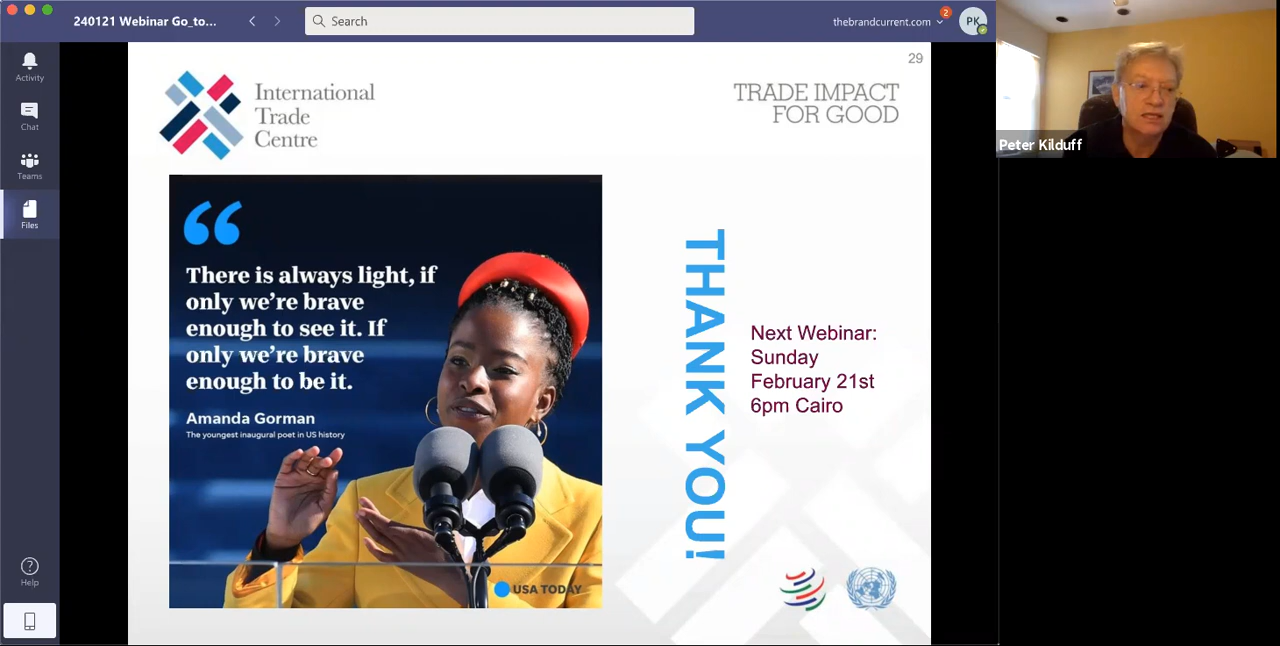 240121 Webinar Go_to...
Search
thebrandcurrent.com
2
PK
Activity
Chat
Teams
Files
Help
29
International
Trade
Centre
TRADE IMPACT
FOR GOOD
“
There is always light, if
only we’re brave
enough to see it. If
only we’re brave
enough to be it.
Amanda Gorman
The youngest inaugural poet in US history
USA TODAY
THANK YOU!
Next Webinar:
Sunday
February 21st
6pm Cairo
Peter Kilduff